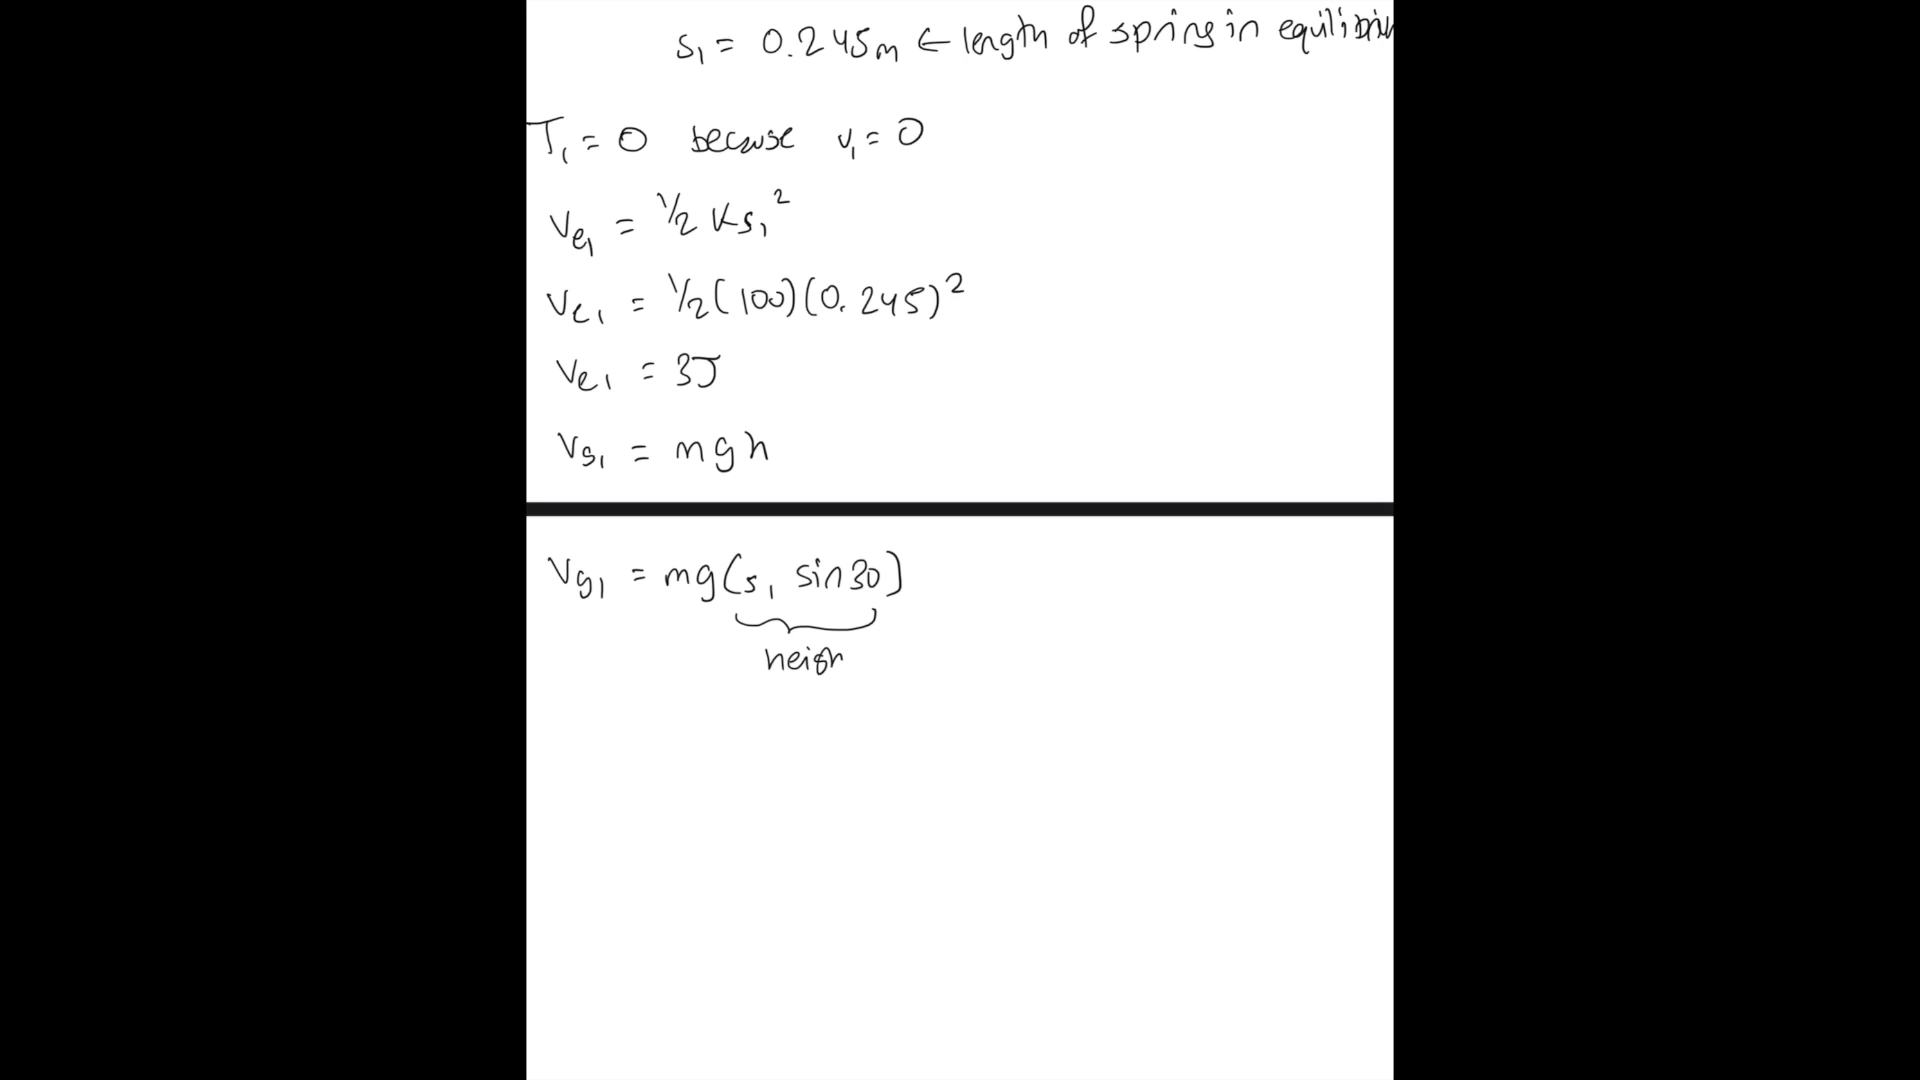 s₁ = 0.245m ← length of spring in
T₁ = 0 because v₁ = 0
Ve₁ = 1/2 ks₁²
Ve₁ = 1/2(100)(0.245)²
Ve₁ = 3J
Vg₁ = mgh
Vg₁ = mg(s₁ sin30)
heigh